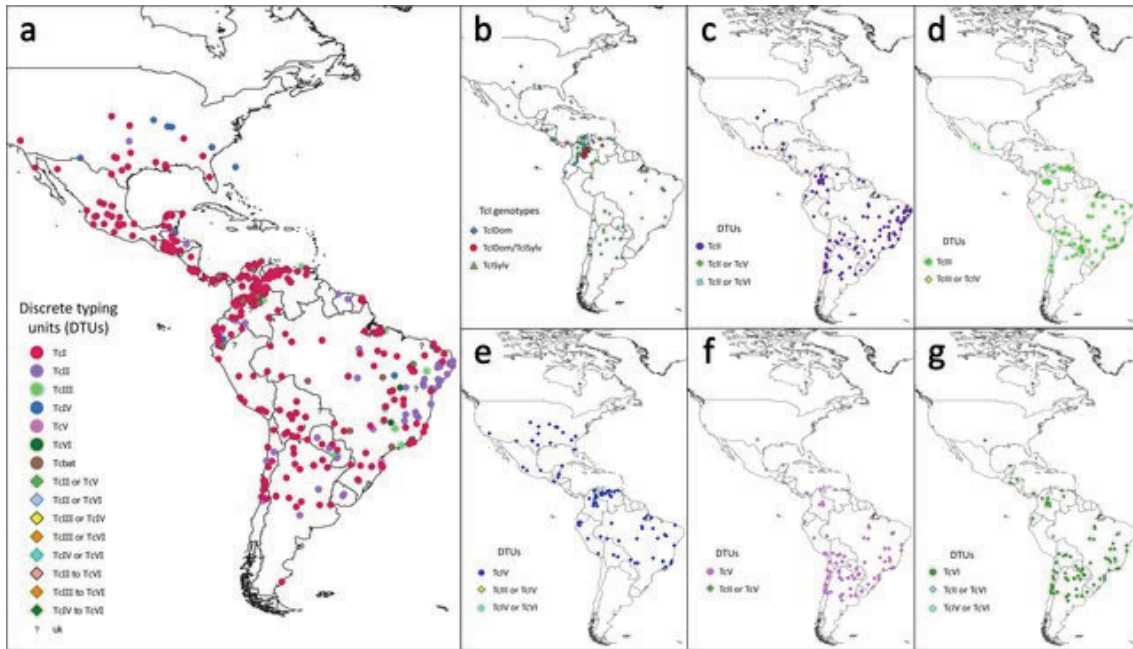 a
Discrete typing
units (DTUs)
TcI
TcII
TcIII
TcIV
TcV
TcVI
Tcbat
TcII or TcV
TcII or TcVI
TcIII or TcIV
TcIII or TcVI
TcIV or TcVI
TcII to TcVI
TcIII to TcVI
TcIV to TcVI
? uk
? ? ?
b
TcI genotypes
TcIDom
TcIDom/TcISylv
TcISylv
c
DTUs
TcII
TcII or TcV
TcII or TcVI
d
DTUs
TcIII
TcIII or TcIV
e
DTUs
TcIV
TcIII or TcIV
TcIV or TcVI
f
DTUs
TcV
TcII or TcV
g
DTUs
TcVI
TcII or TcVI
TcIV or TcVI